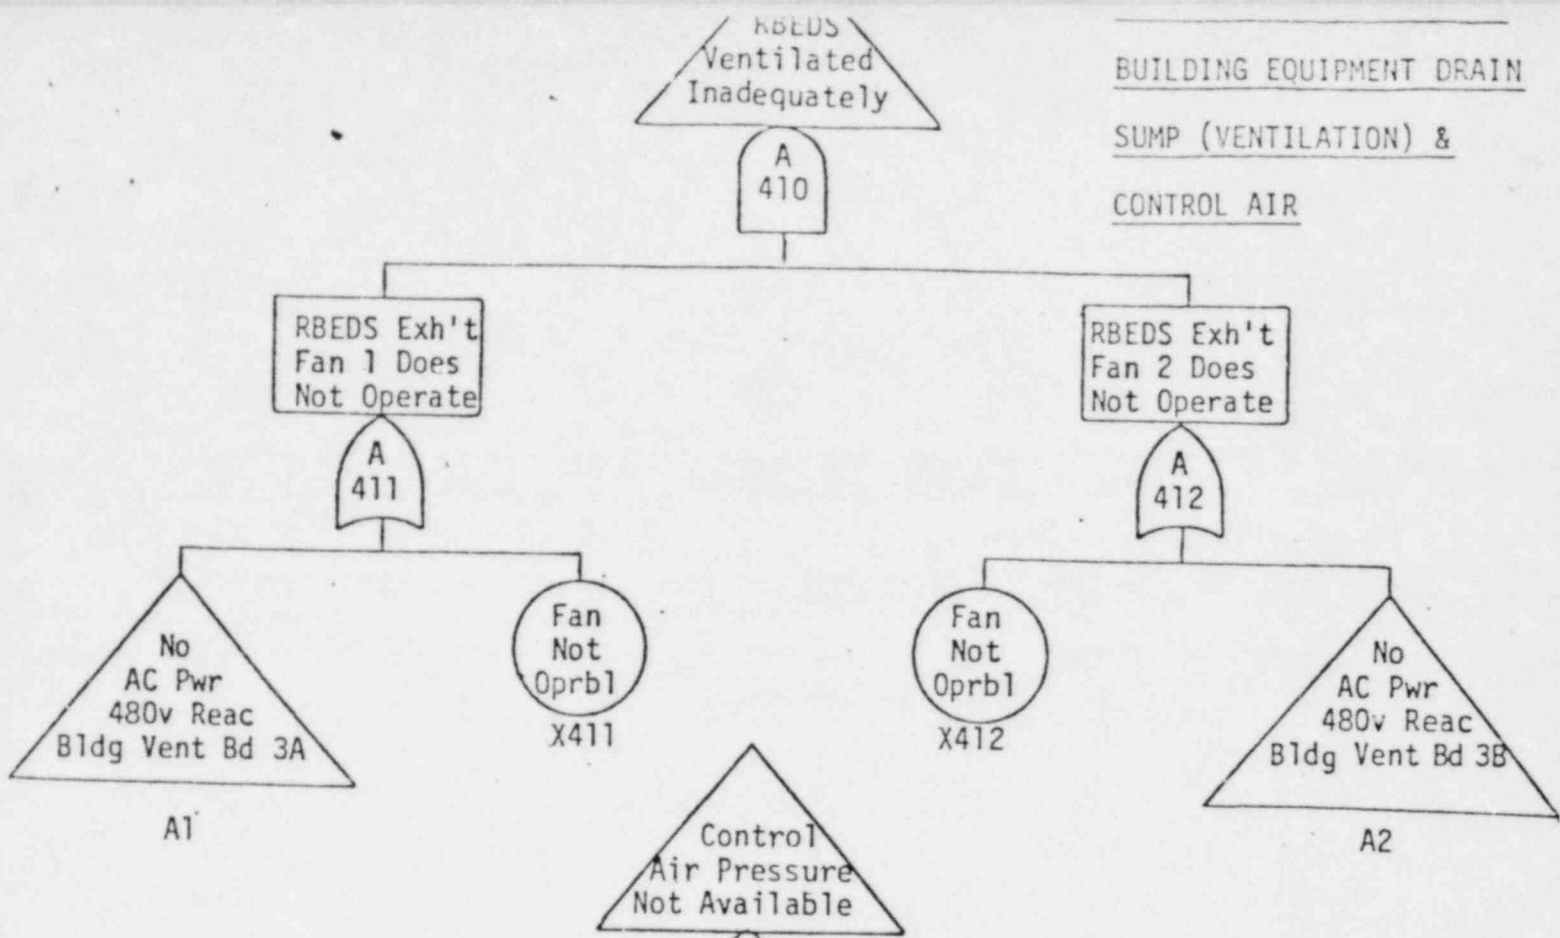 RBEDS
Ventilated
Inadequately
BUILDING EQUIPMENT DRAIN
SUMP (VENTILATION) &
CONTROL AIR
A
410
RBEDS Exh't
Fan 1 Does
Not Operate
RBEDS Exh't
Fan 2 Does
Not Operate
A
411
A
412
No
AC Pwr
480v Reac
Bldg Vent Bd 3A
A1
Fan
Not
Oprbl
X411
Fan
Not
Oprbl
X412
No
AC Pwr
480v Reac
Bldg Vent Bd 3B
A2
Control
Air Pressure
Not Available